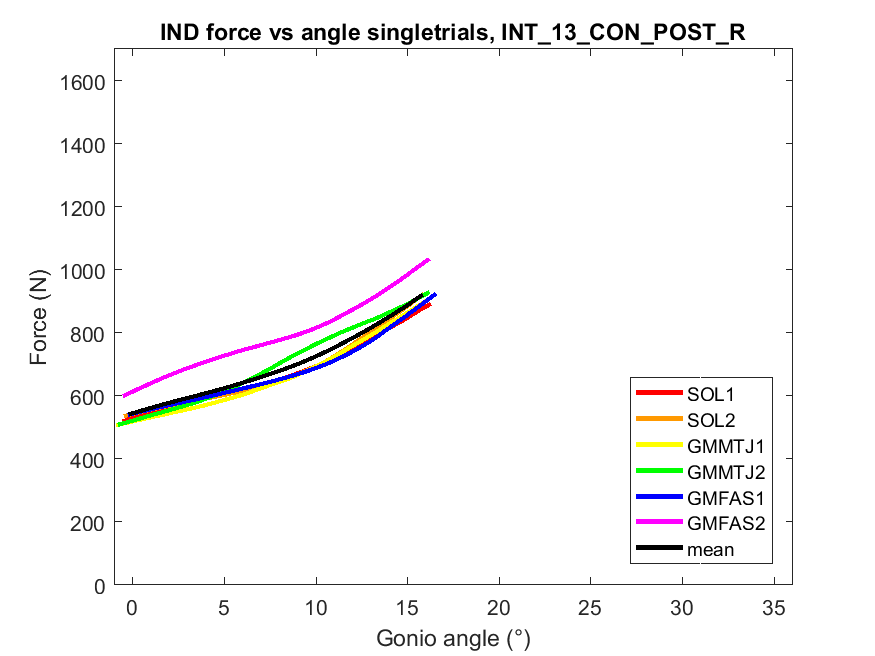 IND force vs angle singletrials, INT_13_CON_POST_R
1600
1400
1200
1000
800
600
400
200
0
Force (N)
0 5 10 15 20 25 30 35
Gonio angle (°)
SOL1
SOL2
GMMTJ1
GMMTJ2
GMFAS1
GMFAS2
mean